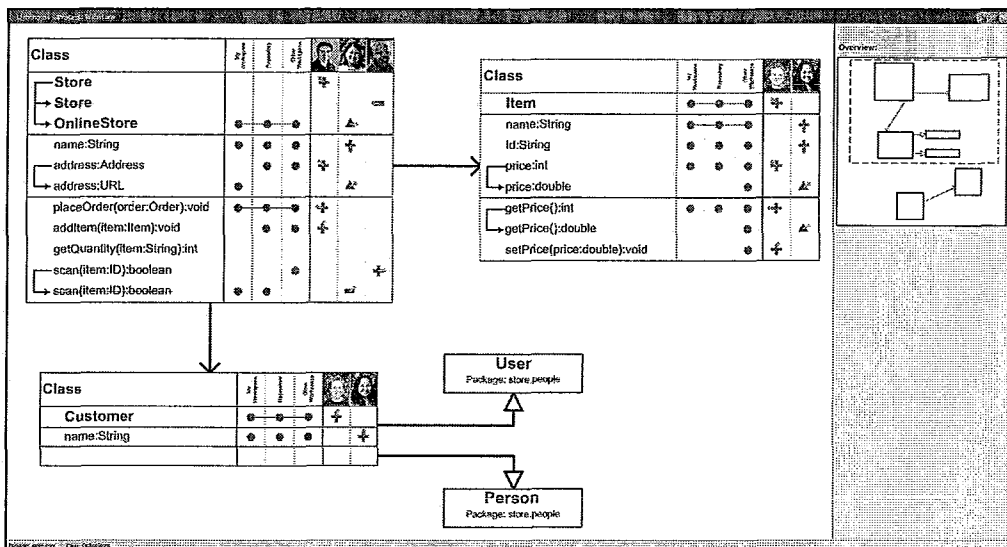 Class
Store
Store
OnlineStore
name:String
address:Address
address:URL
placeOrder(order:Order):void
addItem(item:Item):void
getQuantity(item:String):int
scan(item:ID):boolean
scan(item:ID):boolean
Class
Item
name:String
Id:String
price:int
price:double
getPrice():int
getPrice():double
setPrice(price:double):void
Class
Customer
name:String
User
Package: store.people
Person
Package: store.people
Overview: